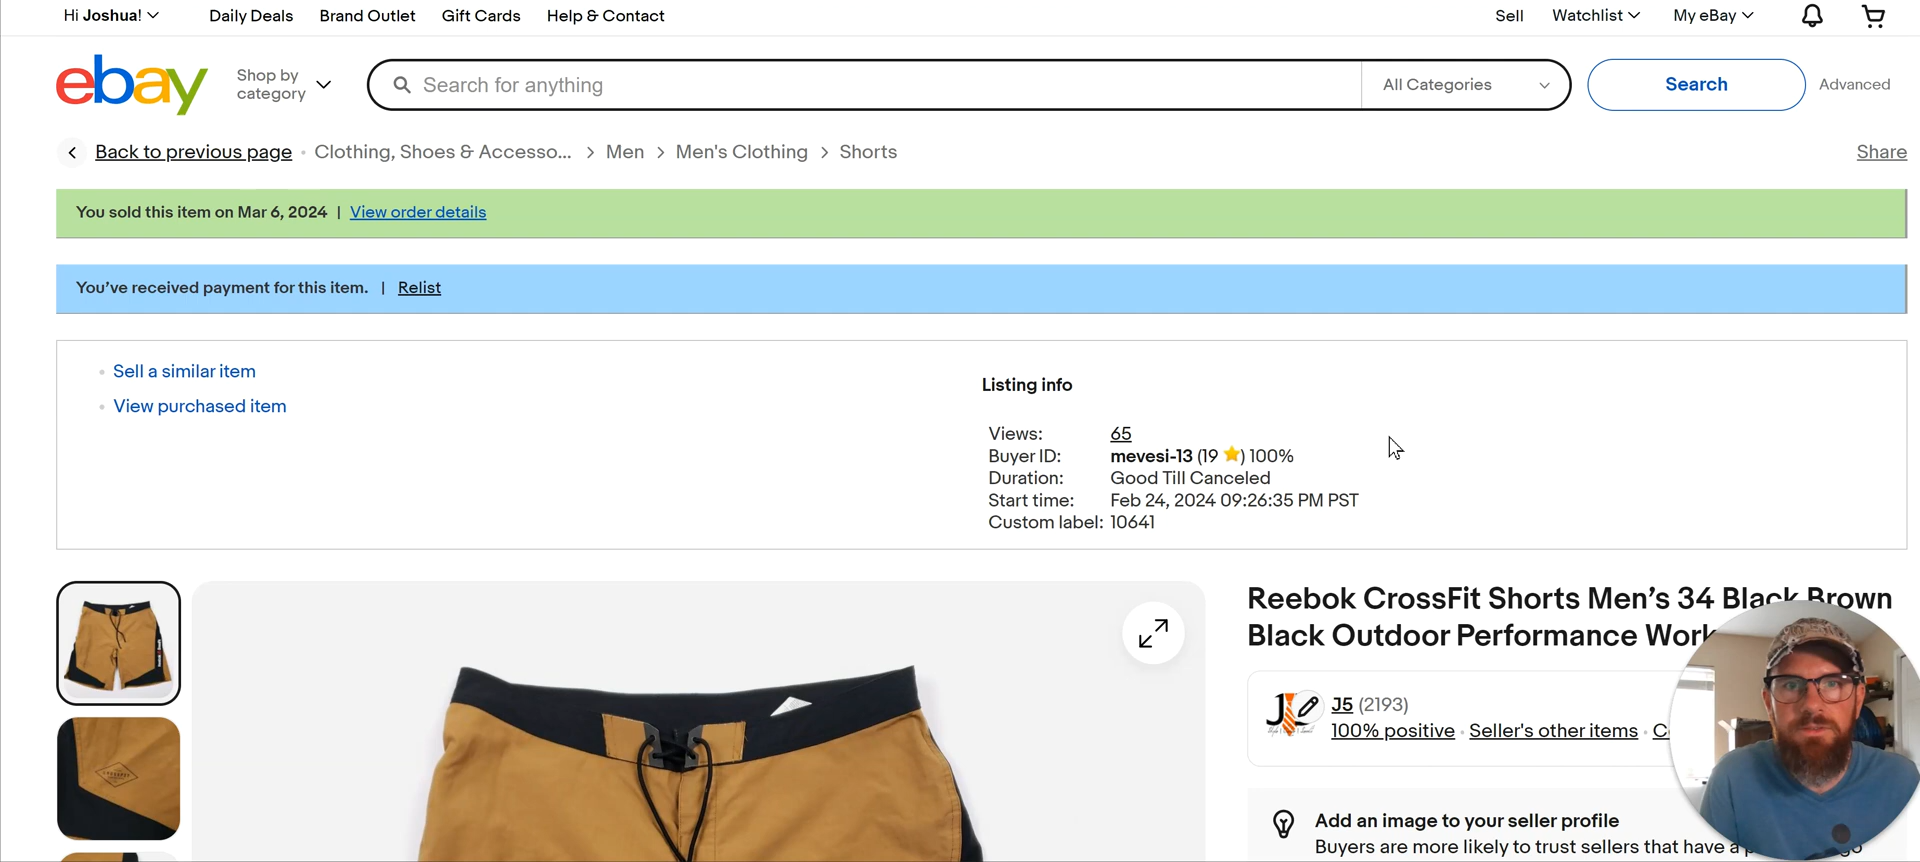 Hi Joshua!
Daily Deals
Brand Outlet
Gift Cards
Help & Contact
Sell
Watchlist
My eBay
ebay
Shop by
category
Search for anything
All Categories
Search
Advanced
Back to previous page
Clothing, Shoes & Accesso... > Men > Men's Clothing > Shorts
Share
You sold this item on Mar 6, 2024 | View order details
You've received payment for this item. | Relist
Sell a similar item
View purchased item
Listing info
Views: 65
Buyer ID: mevesi-13 (19 ) 100%
Duration: Good Till Canceled
Start time: Feb 24, 2024 09:26:35 PM PST
Custom label: 10641
Reebok CrossFit Shorts Men's 34 Black Brown
Black Outdoor Performance Work
J5 (2193)
100% positive
Seller's other items
Add an image to your seller profile
Buyers are more likely to trust sellers that have a